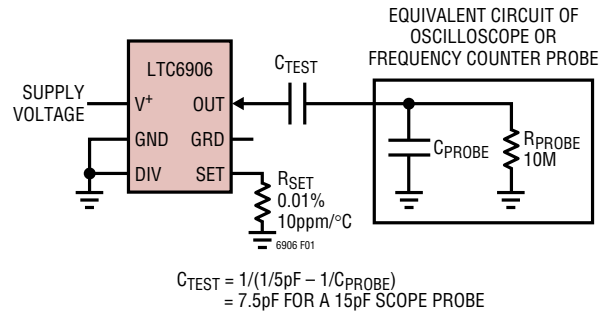 EQUIVALENT CIRCUIT OF
OSCILLOSCOPE OR
FREQUENCY COUNTER PROBE
LTC6906
CTEST
SUPPLY
VOLTAGE
V+
OUT
GND
GRD
DIV
SET
CPROBE
RPROBE
10M
RSET
0.01%
10ppm/°C
6906 F01
CTEST = 1/(1/5pF – 1/CPROBE)
= 7.5pF FOR A 15pF SCOPE PROBE